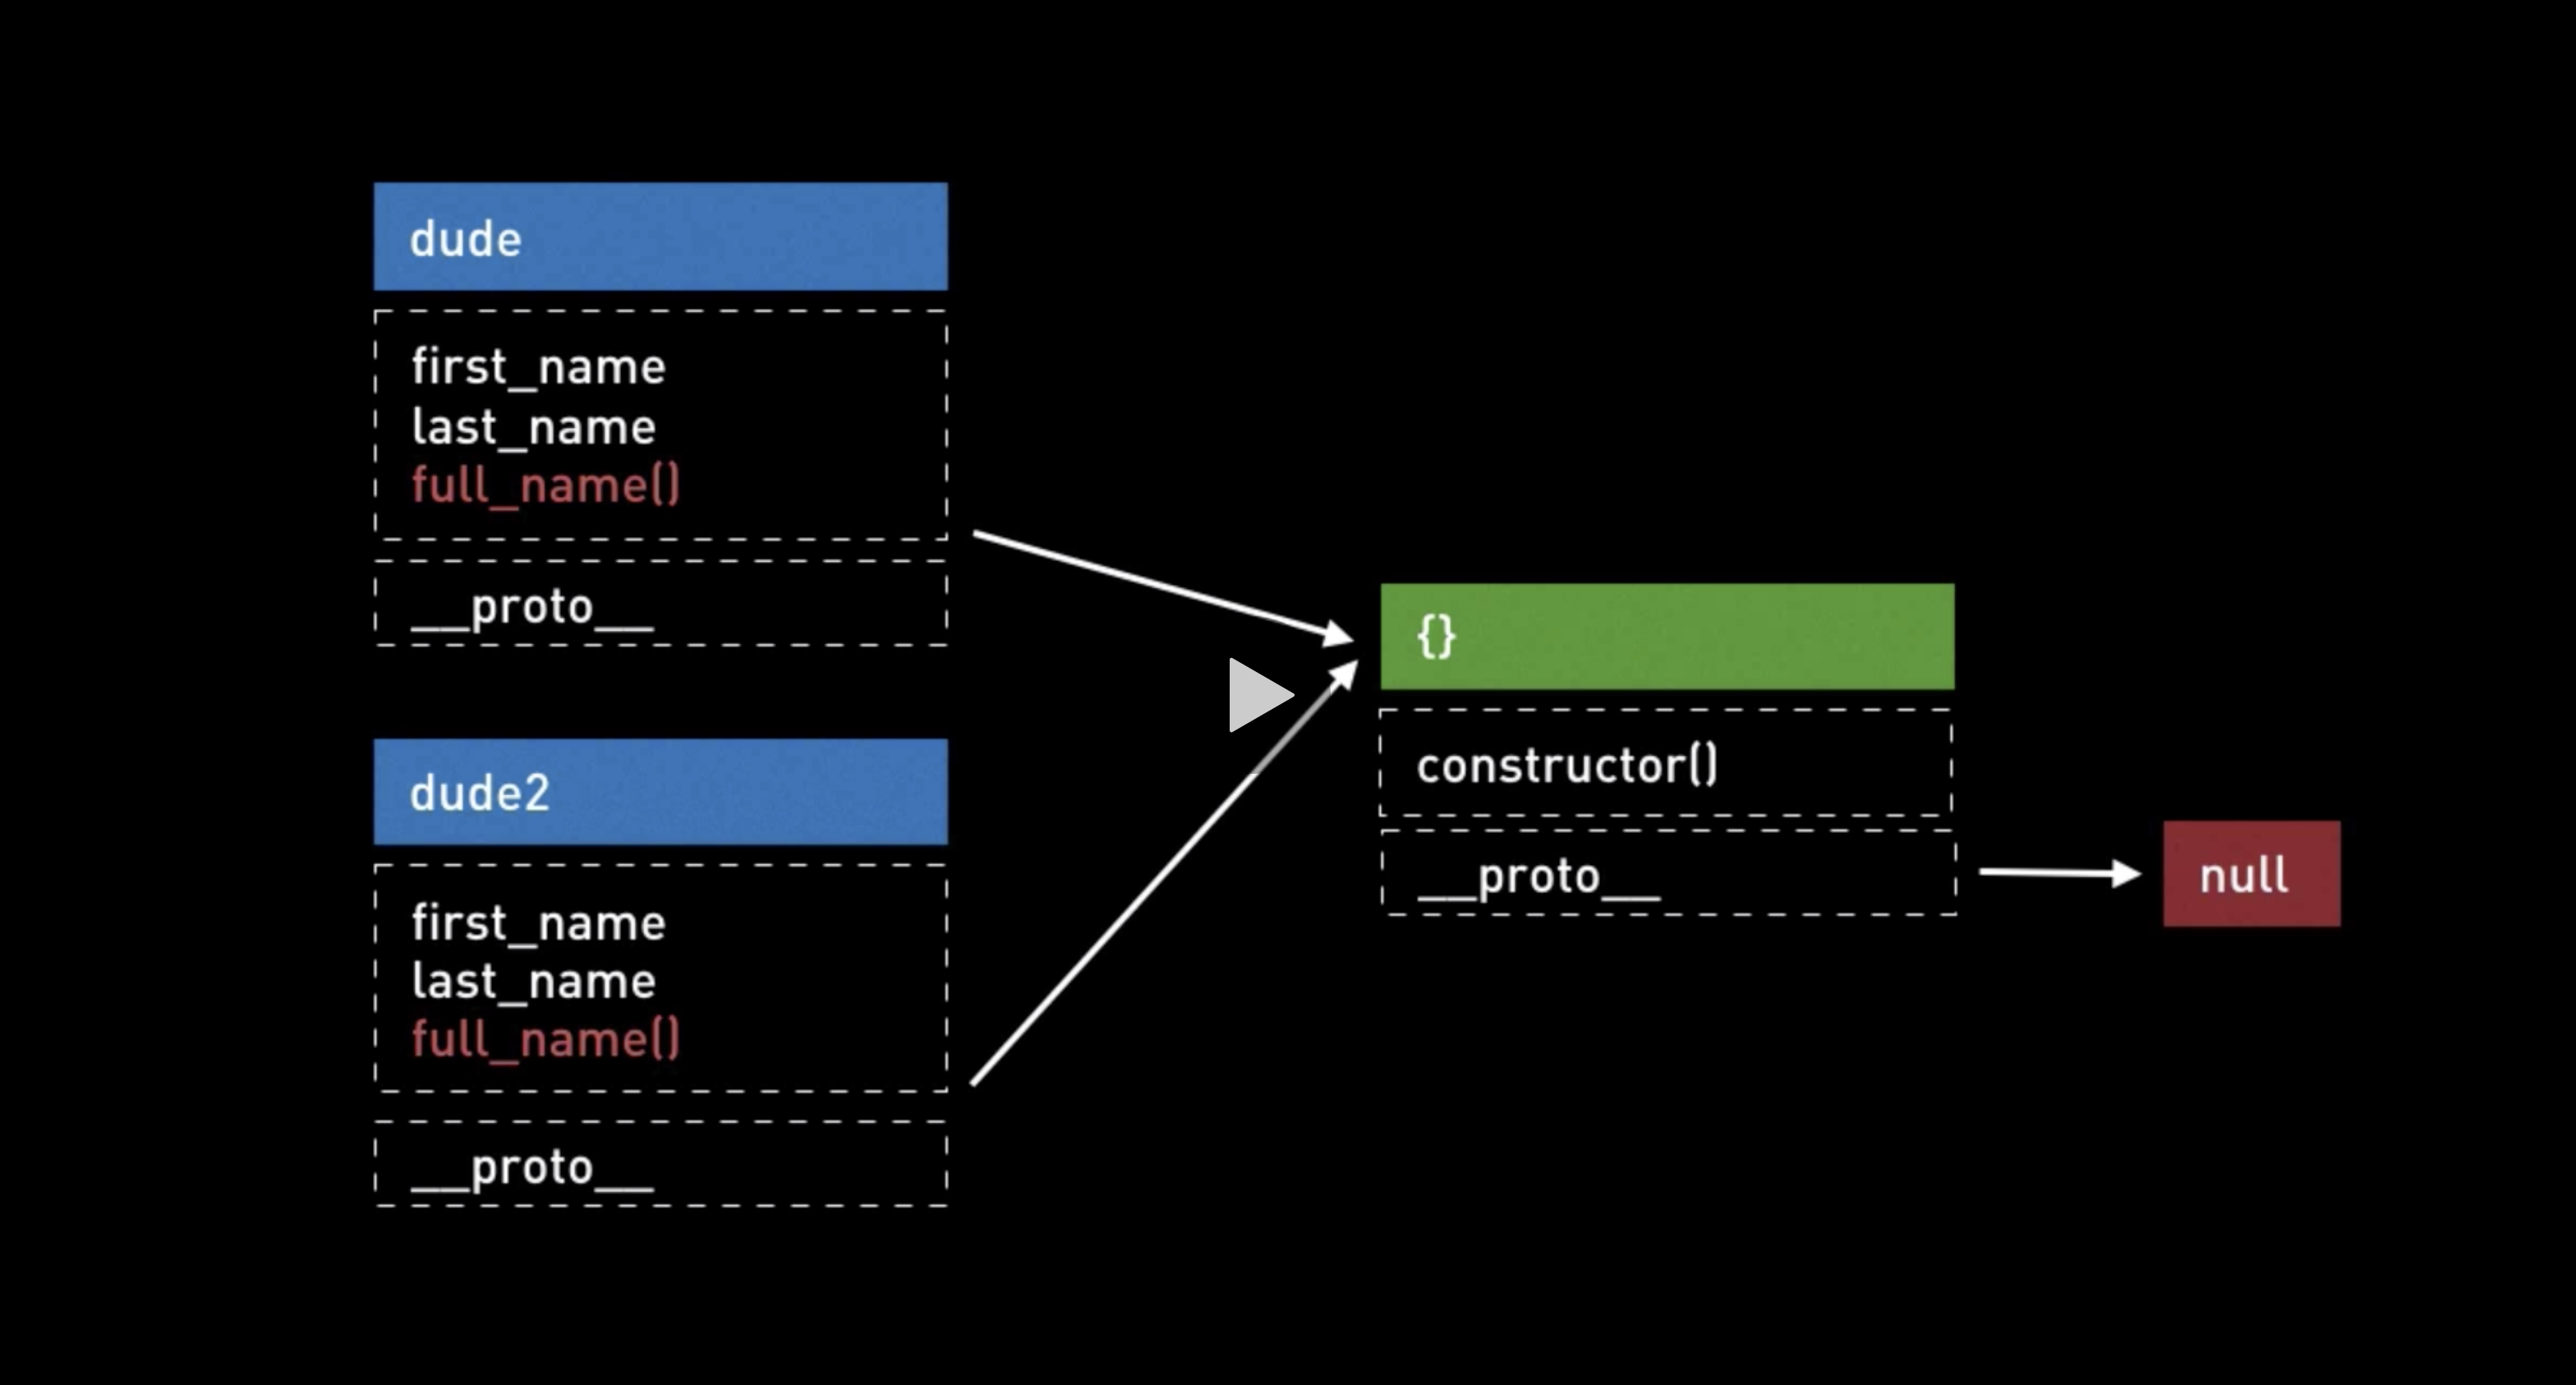 dude
first_name
last_name
full_name()
__proto__
dude2
first_name
last_name
full_name()
__proto__
{}
constructor()
__proto__
null